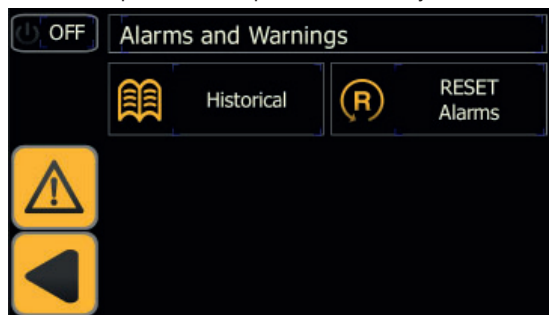 OFF
Alarms and Warnings
Historical
R
RESET
Alarms